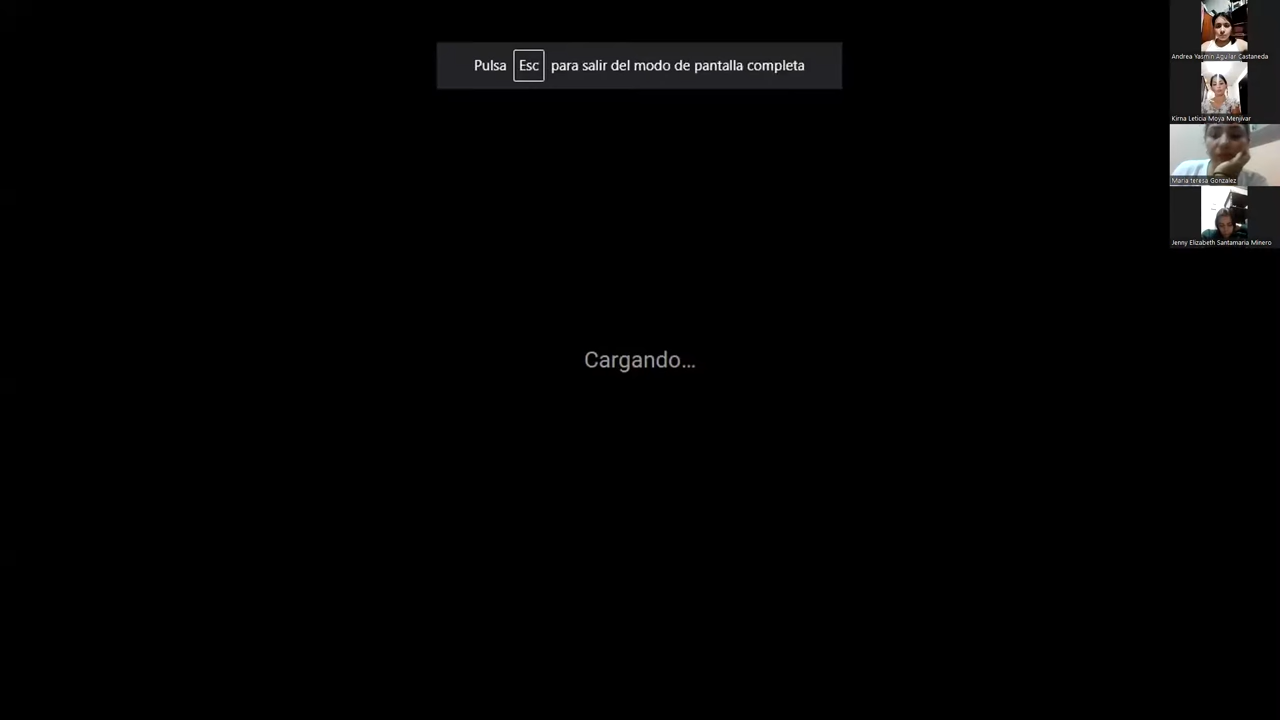 Pulsa Esc para salir del modo de pantalla completa
Andrea Yasmin Aguilar Castaneda
Kirna Leticia Moya Menjivar
Maria teresa Gonzalez
Jenny Elizabeth Santamaria Minero
Cargando...